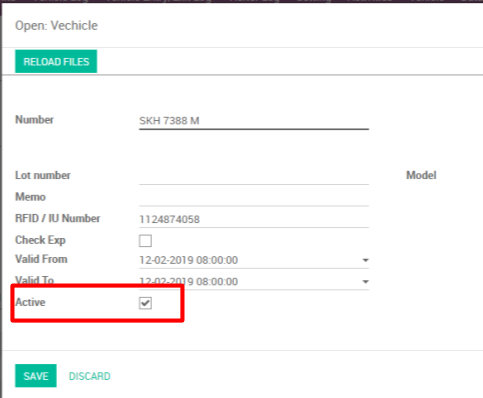 Open: Vechicle
RELOAD FILES
Number SKH 7388 M
Lot number Model
Memo
RFID / IU Number 1124874058
Check Exp
Valid From 12-02-2019 08:00:00
Valid To 12-02-2019 08:00:00
Active
SAVE DISCARD